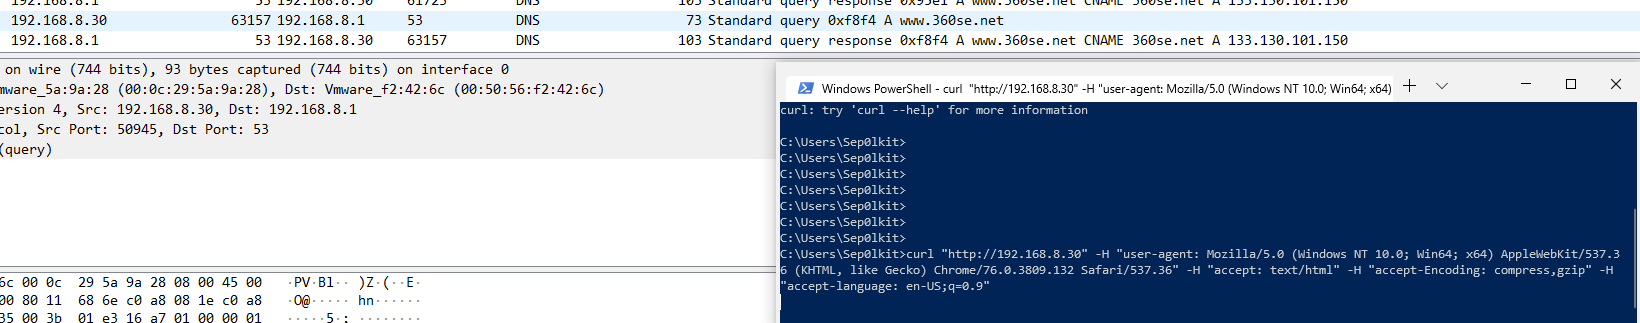 192.168.8.1 53 192.168.8.30 61725 DNS 103 Standard query response 0x95e1 A www.360se.net CNAME 360se.net A 133.130.101.150
192.168.8.30 63157 192.168.8.1 53 DNS 73 Standard query 0xf8f4 A www.360se.net
192.168.8.1 53 192.168.8.30 63157 DNS 103 Standard query response 0xf8f4 A www.360se.net CNAME 360se.net A 133.130.101.150
on wire (744 bits), 93 bytes captured (744 bits) on interface 0
mware_5a:9a:28 (00:0c:29:5a:9a:28), Dst: Vmware_f2:42:6c (00:50:56:f2:42:6c)
ersion 4, Src: 192.168.8.30, Dst: 192.168.8.1
col, Src Port: 50945, Dst Port: 53
(query)
6c 00 0c 29 5a 9a 28 08 00 45 00 ·PV·Bl·· )Z·(··E·
00 80 11 68 6e c0 a8 08 1e c0 a8 ·O@····· hn······
35 00 3b 01 e3 16 a7 01 00 00 01 ·····5·; ········
Windows PowerShell - curl "http://192.168.8.30" -H "user-agent: Mozilla/5.0 (Windows NT 10.0; Win64; x64)
curl: try 'curl --help' for more information
C:\Users\Sep0lkit>
C:\Users\Sep0lkit>
C:\Users\Sep0lkit>
C:\Users\Sep0lkit>
C:\Users\Sep0lkit>
C:\Users\Sep0lkit>
C:\Users\Sep0lkit>
C:\Users\Sep0lkit>curl "http://192.168.8.30" -H "user-agent: Mozilla/5.0 (Windows NT 10.0; Win64; x64) AppleWebKit/537.3
6 (KHTML, like Gecko) Chrome/76.0.3809.132 Safari/537.36" -H "accept: text/html" -H "accept-Encoding: compress,gzip" -H
"accept-language: en-US;q=0.9"